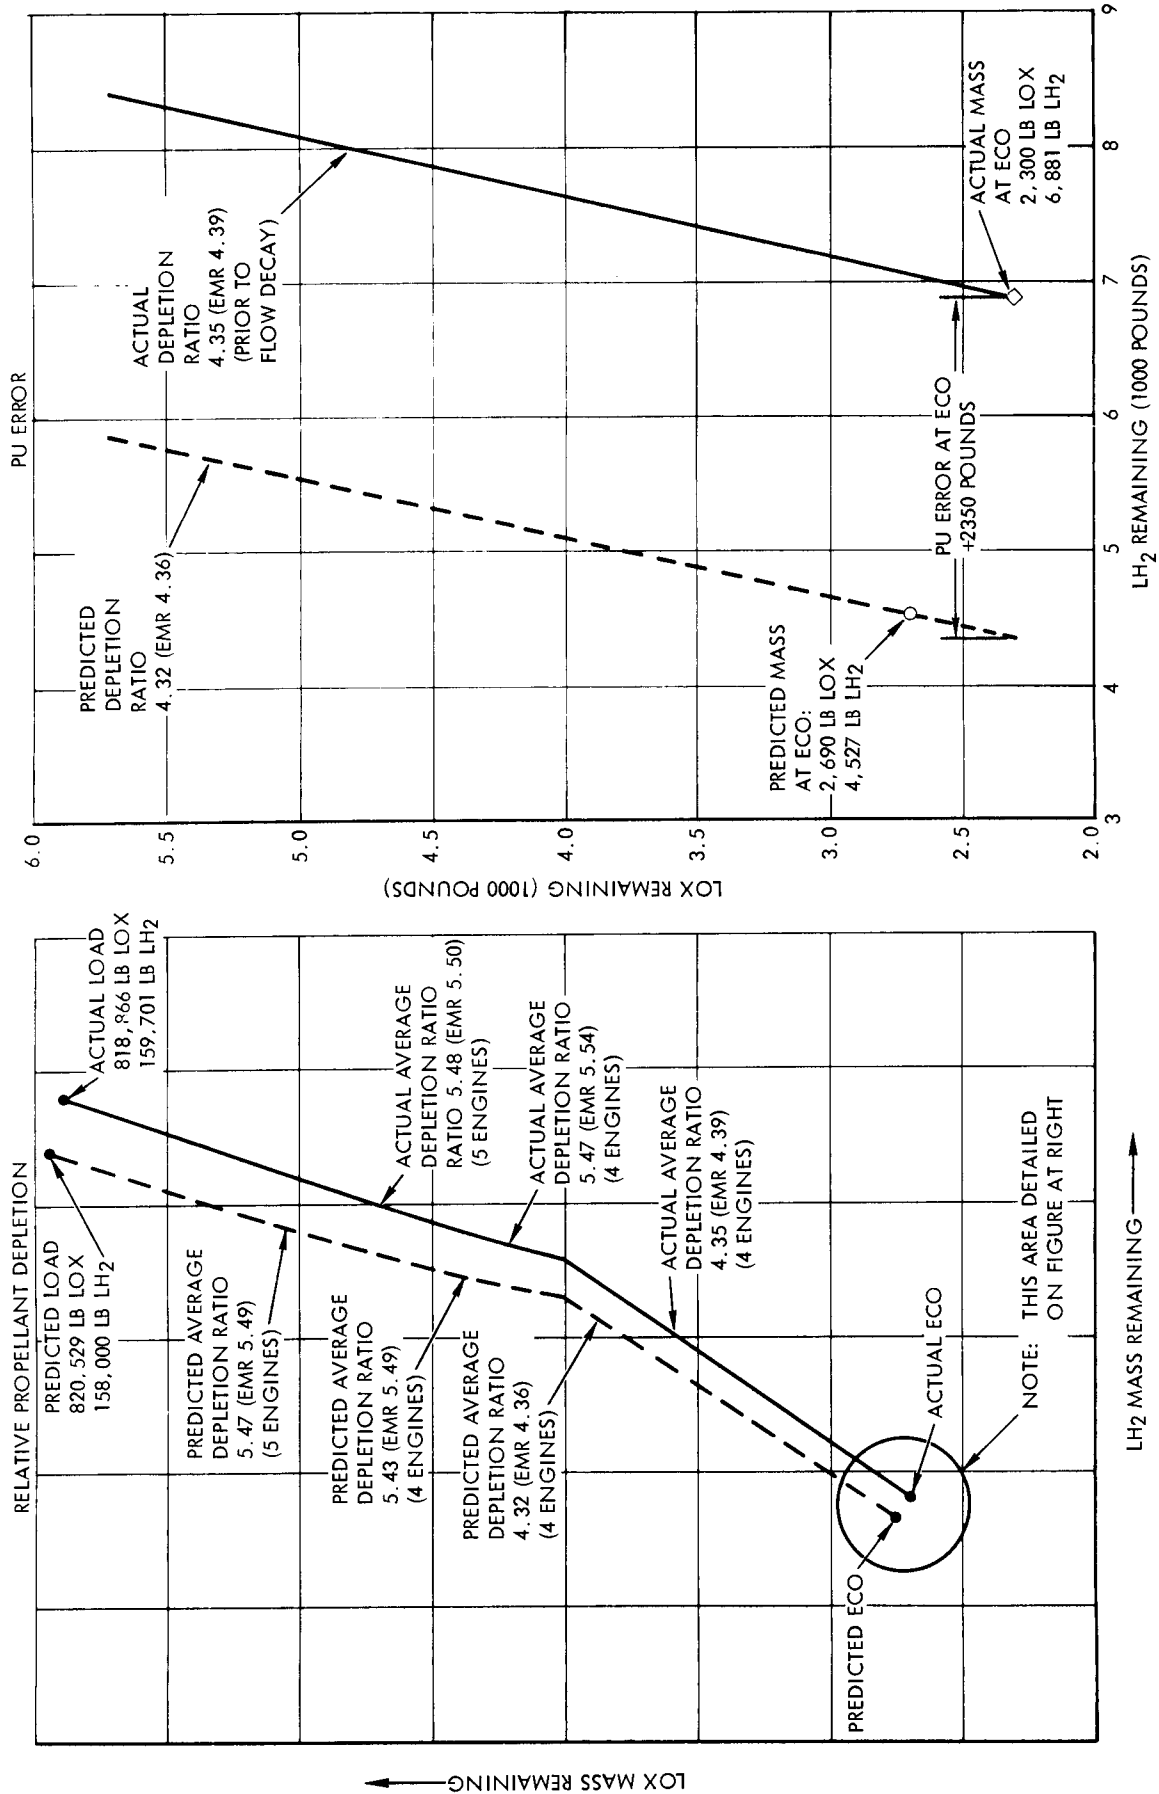 RELATIVE PROPELLANT DEPLETION
PREDICTED LOAD
820,529 LB LOX
158,000 LB LH2
ACTUAL LOAD
LB LOX
159,701 LB LH2
PREDICTED AVERAGE
DEPLETION RATIO
5.47 (EMR 5.49)
(5 ENGINES)
ACTUAL AVERAGE
DEPLETION RATIO
RATIO 5.48 (EMR 5.50)
(5 ENGINES)
PREDICTED AVERAGE
DEPLETION RATIO
5.43 (EMR 5.49)
(4 ENGINES)
ACTUAL AVERAGE
DEPLETION RATIO
5.47 (EMR 5.54)
(4 ENGINES)
PREDICTED AVERAGE
DEPLETION RATIO
4.32 (EMR 4.36)
(4 ENGINES)
ACTUAL AVERAGE
DEPLETION RATIO
4.35 (EMR 4.39)
(4 ENGINES)
PREDICTED ECO
ACTUAL ECO
NOTE: THIS AREA DETAILED
ON FIGURE AT RIGHT
LOX MASS REMAINING
LH2 MASS REMAINING
PU ERROR
6.0
5.5
5.0
4.5
4.0
3.5
3.0
2.5
2.0
LOX REMAINING (1000 POUNDS)
PREDICTED
DEPLETION
RATIO
4.32 (EMR 4.36)
ACTUAL
DEPLETION
RATIO
4.35 (EMR 4.39)
(PRIOR TO
FLOW DECAY)
PREDICTED MASS
AT ECO:
2,690 LB LOX
4,527 LB LH2
PU ERROR AT ECO
+2350 POUNDS
ACTUAL MASS
AT ECO
2,300 LB LOX
6,881 LB LH2
3 4 5 6 7 8 9
LH2 REMAINING (1000 POUNDS)